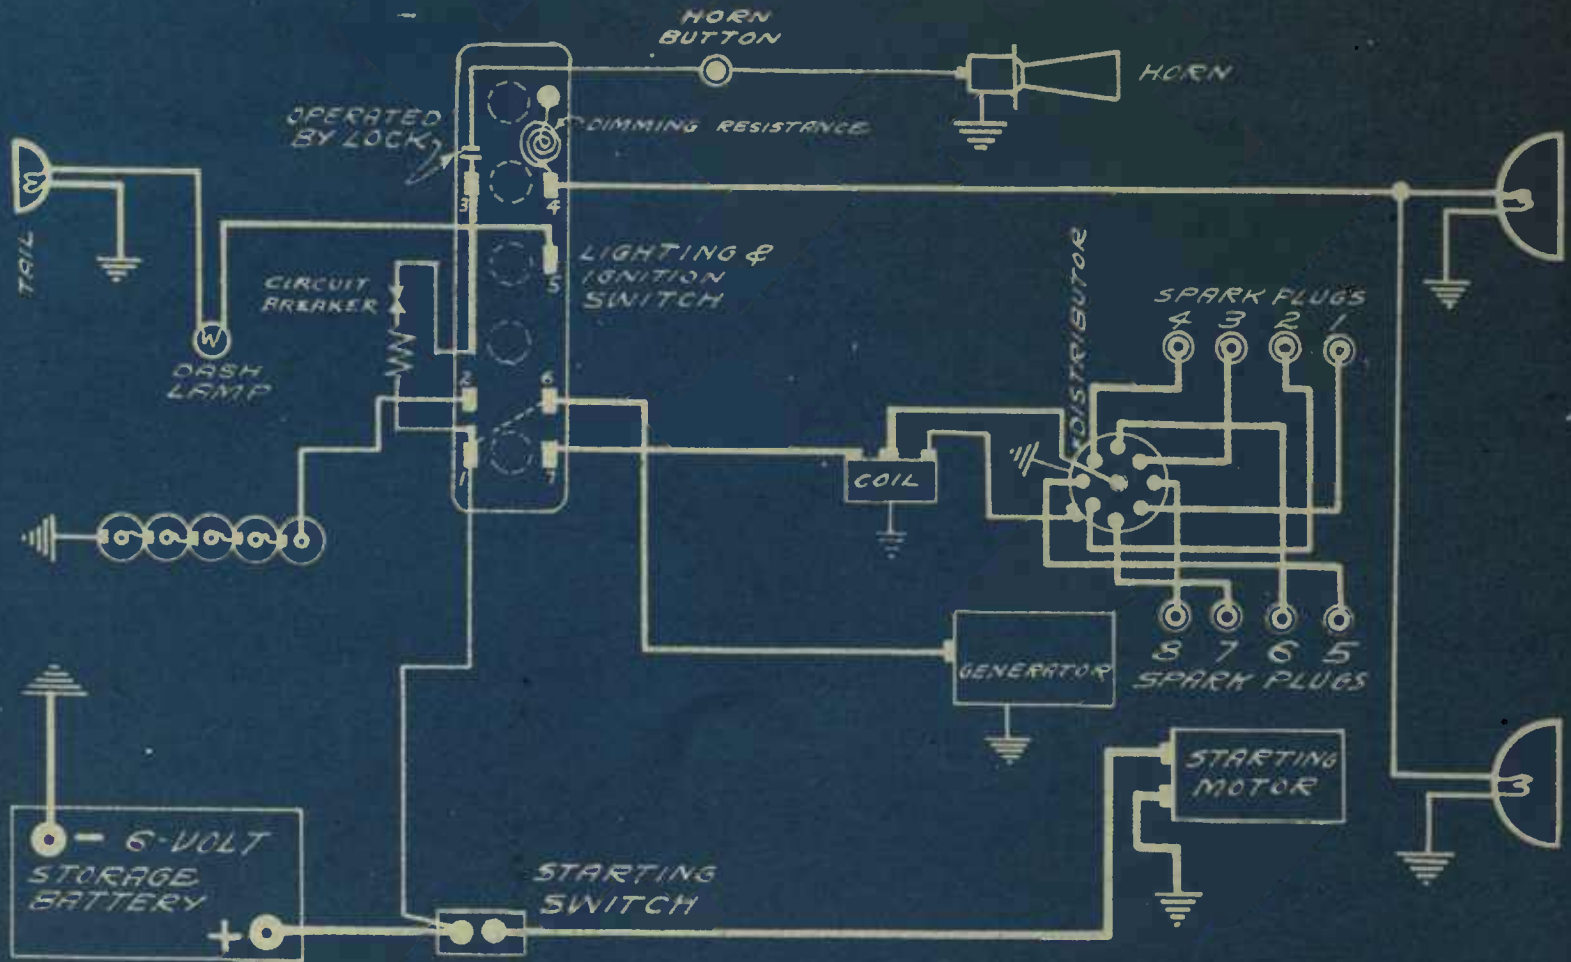 HORN
BUTTON
HORN
OPERATED
BY LOCK
DIMMING RESISTANCE
3
4
TAIL
LIGHTING &
IGNITION
SWITCH
5
CIRCUIT
BREAKER
DASH
LAMP
DISTRIBUTOR
SPARK PLUGS
4 3 2 1
2
6
1
7
COIL
8 7 6 5
SPARK PLUGS
GENERATOR
STARTING
MOTOR
- 6-VOLT
STORAGE
BATTERY
+
STARTING
SWITCH